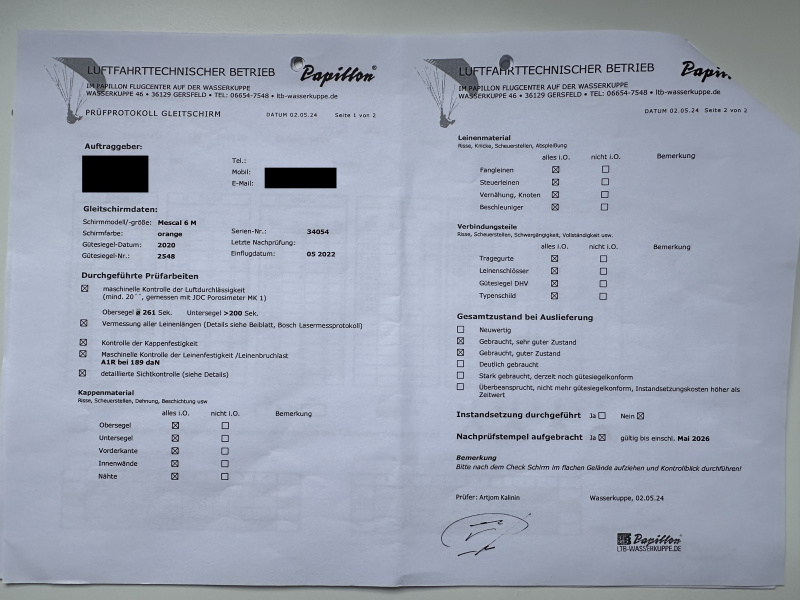 LUFTFAHRTTECHNISCHER BETRIEB Papillon®
IM PAPILLON FLUGCENTER AUF DER WASSERKUPPE
WASSERKUPPE 46 • 36129 GERSFELD • TEL: 06654-7548 • ltb-wasserkuppe.de
PRÜFPROTOKOLL GLEITSCHIRM DATUM 02.05.24 Seite 1 von 2
Auftraggeber:
Tel.:
Mobil:
E-Mail:
Gleitschirmdaten:
Schirmmodell/-größe: Mescal 6 M
Schirmfarbe: orange Serien-Nr.: 34054
Gütesiegel-Datum: 2020 Letzte Nachprüfung:
Gütesiegel-Nr.: 2548 Einflugdatum: 05 2022
Durchgeführte Prüfarbeiten
☒ maschinelle Kontrolle der Luftdurchlässigkeit
(mind. 20´´, gemessen mit JDC Porosimeter MK 1)
Obersegel ø 261 Sek. Untersegel >200 Sek.
☒ Vermessung aller Leinenlängen (Details siehe Beiblatt, Bosch Lasermessprotokoll)
☒ Kontrolle der Kappenfestigkeit
☒ Maschinelle Kontrolle der Leinenfestigkeit /Leinenbruchlast
A1R bei 189 daN
☒ detaillierte Sichtkontrolle (siehe Details)
Kappenmaterial
Risse, Scheuerstellen, Dehnung, Beschichtung usw
alles i.O. nicht i.O. Bemerkung
Obersegel ☒ ☐
Untersegel ☒ ☐
Vorderkante ☒ ☐
Innenwände ☒ ☐
Nähte ☒ ☐
LUFTFAHRTTECHNISCHER BETRIEB Papil
IM PAPILLON FLUGCENTER AUF DER WASSERKUPPE
WASSERKUPPE 46 • 36129 GERSFELD • TEL: 06654-7548 • ltb-wasserkuppe.de
DATUM 02.05.24 Seite 2 von 2
Leinenmaterial
Risse, Knicke, Scheuerstellen, Abspleißung
alles i.O. nicht i.O. Bemerkung
Fangleinen ☒ ☐
Steuerleinen ☒ ☐
Vernähung, Knoten ☒ ☐
Beschleuniger ☒ ☐
Verbindungsteile
Risse, Scheuerstellen, Schwergängigkeit, Vollständigkeit usw.
alles i.O. nicht i.O. Bemerkung
Tragegurte ☒ ☐
Leinenschlösser ☒ ☐
Gütesiegel DHV ☒ ☐
Typenschild ☒ ☐
Gesamtzustand bei Auslieferung
☐ Neuwertig
☒ Gebraucht, sehr guter Zustand
☒ Gebraucht, guter Zustand
☐ Deutlich gebraucht
☐ Stark gebraucht, derzeit noch gütesiegelkonform
☐ Überbeansprucht, nicht mehr gütesiegelkonform, Instandsetzungskosten höher als
Zeitwert
Instandsetzung durchgeführt Ja ☐ Nein ☒
Nachprüfstempel aufgebracht Ja ☒ gültig bis einschl. Mai 2026
Bemerkung
Bitte nach dem Check Schirm im flachen Gelände aufziehen und Kontrollblick durchführen!
Prüfer: Artjom Kalinin Wasserkuppe, 02.05.24
Papillon
LTB-WASSERKUPPE.DE